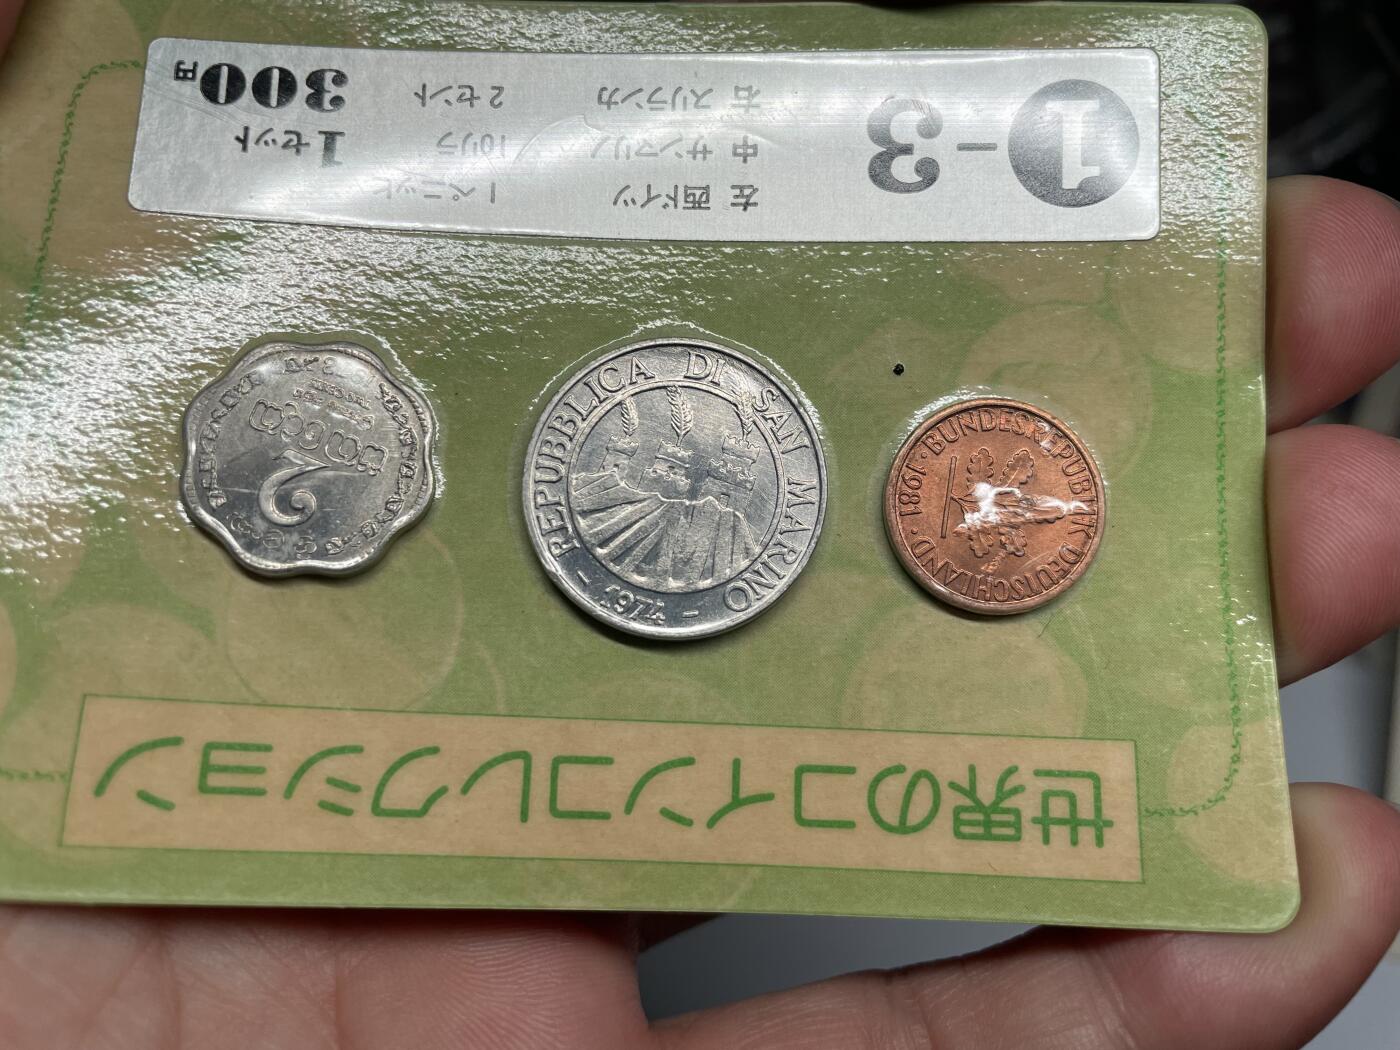 世界のコインコレクション
BUNDESREPUBLIK DEUTSCHLAND · 1981 ·
REPUBBLICA DI SAN MARINO
- 1974 -
2
1-3
左 西ドイツ 1ペニット
中 サンマリノ 10リラ
右 スリランカ 2セント
1セット
300円